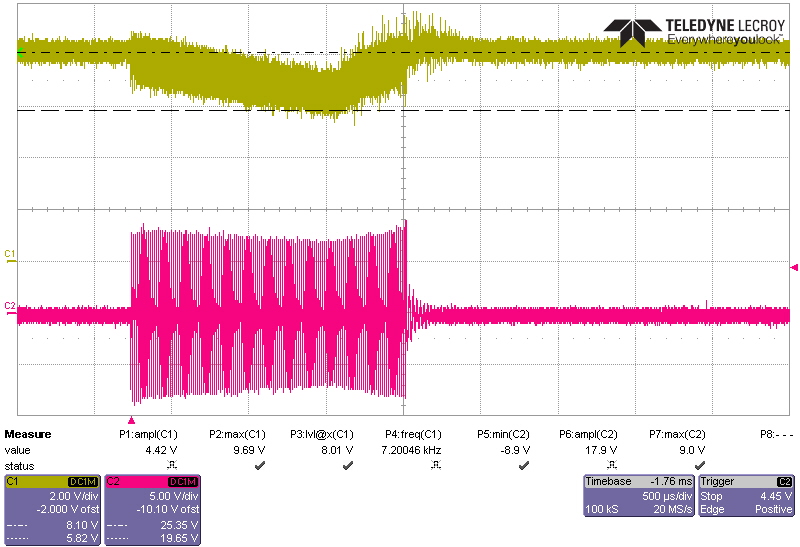 TELEDYNE LECROY
Everywhereyoulook™
C1
C2
Measure P1:ampl(C1) P2:max(C1) P3:lvl@x(C1) P4:freq(C1) P5:min(C2) P6:ampl(C2) P7:max(C2) P8:- - -
value 4.42 V 9.69 V 8.01 V 7.20046 kHz -8.9 V 17.9 V 9.0 V
status
C1 DC1M
2.00 V/div
-2.000 V ofst
8.10 V
5.82 V
C2 DC1M
5.00 V/div
-10.10 V ofst
25.35 V
19.65 V
Timebase -1.76 ms
500 µs/div
100 kS 20 MS/s
Trigger C2
Stop 4.45 V
Edge Positive